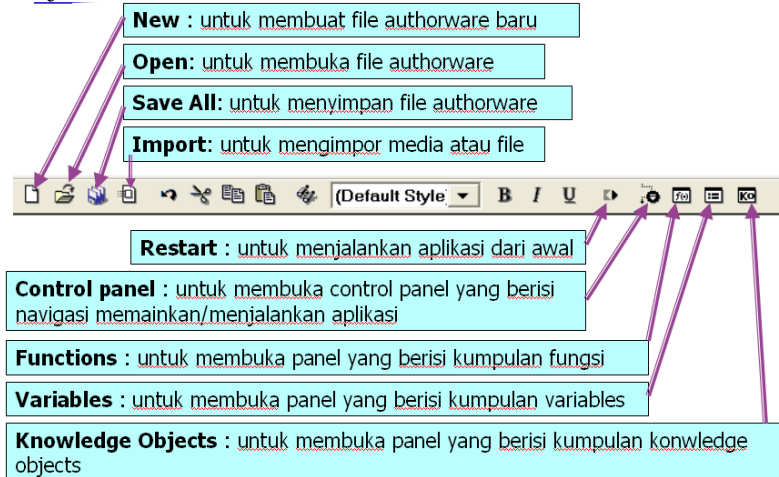 New : untuk membuat file authorware baru
Open: untuk membuka file authorware
Save All: untuk menyimpan file authorware
Import: untuk mengimpor media atau file
(Default Style) B I U f(x) KO
Restart : untuk menjalankan aplikasi dari awal
Control panel : untuk membuka control panel yang berisi
navigasi memainkan/menjalankan aplikasi
Functions : untuk membuka panel yang berisi kumpulan fungsi
Variables : untuk membuka panel yang berisi kumpulan variables
Knowledge Objects : untuk membuka panel yang berisi kumpulan konwledge
objects